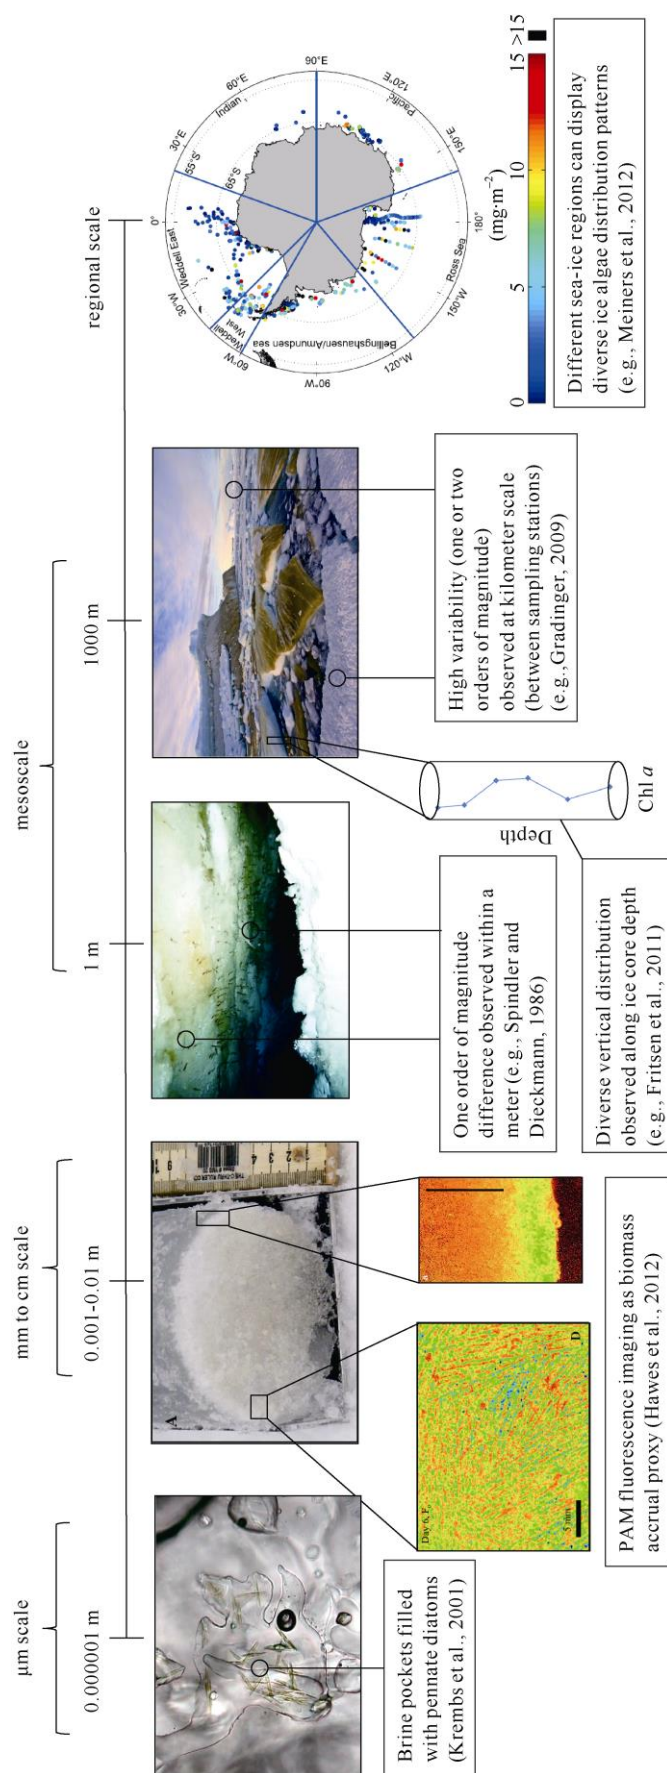 µm scale
mm to cm scale
mesoscale
regional scale
0.000001 m
0.001-0.01 m
1 m
1000 m
A
Day 6, E
5 mm
D
Brine pockets filled
with pennate diatoms
(Krembs et al., 2001)
PAM fluorescence imaging as biomass
accrual proxy (Hawes et al., 2012)
One order of magnitude
difference observed within a
meter (e.g., Spindler and
Dieckmann, 1986)
Depth
Chl a
Diverse vertical distribution
observed along ice core depth
(e.g., Fritsen et al., 2011)
High variability (one or two
orders of magnitude)
observed at kilometer scale
(between sampling stations)
(e.g., Gradinger, 2009)
0°
30°E
60°E
90°E
120°E
150°E
180°
150°W
120°W
90°W
60°W
30°W
55°S
65°S
Indian
Pacific
Ross Sea
Bellingshausen/Amundsen sea
Weddell West
Weddell East
(mg·m⁻²)
0 5 10 15 >15
Different sea-ice regions can display
diverse ice algae distribution patterns
(e.g., Meiners et al., 2012)